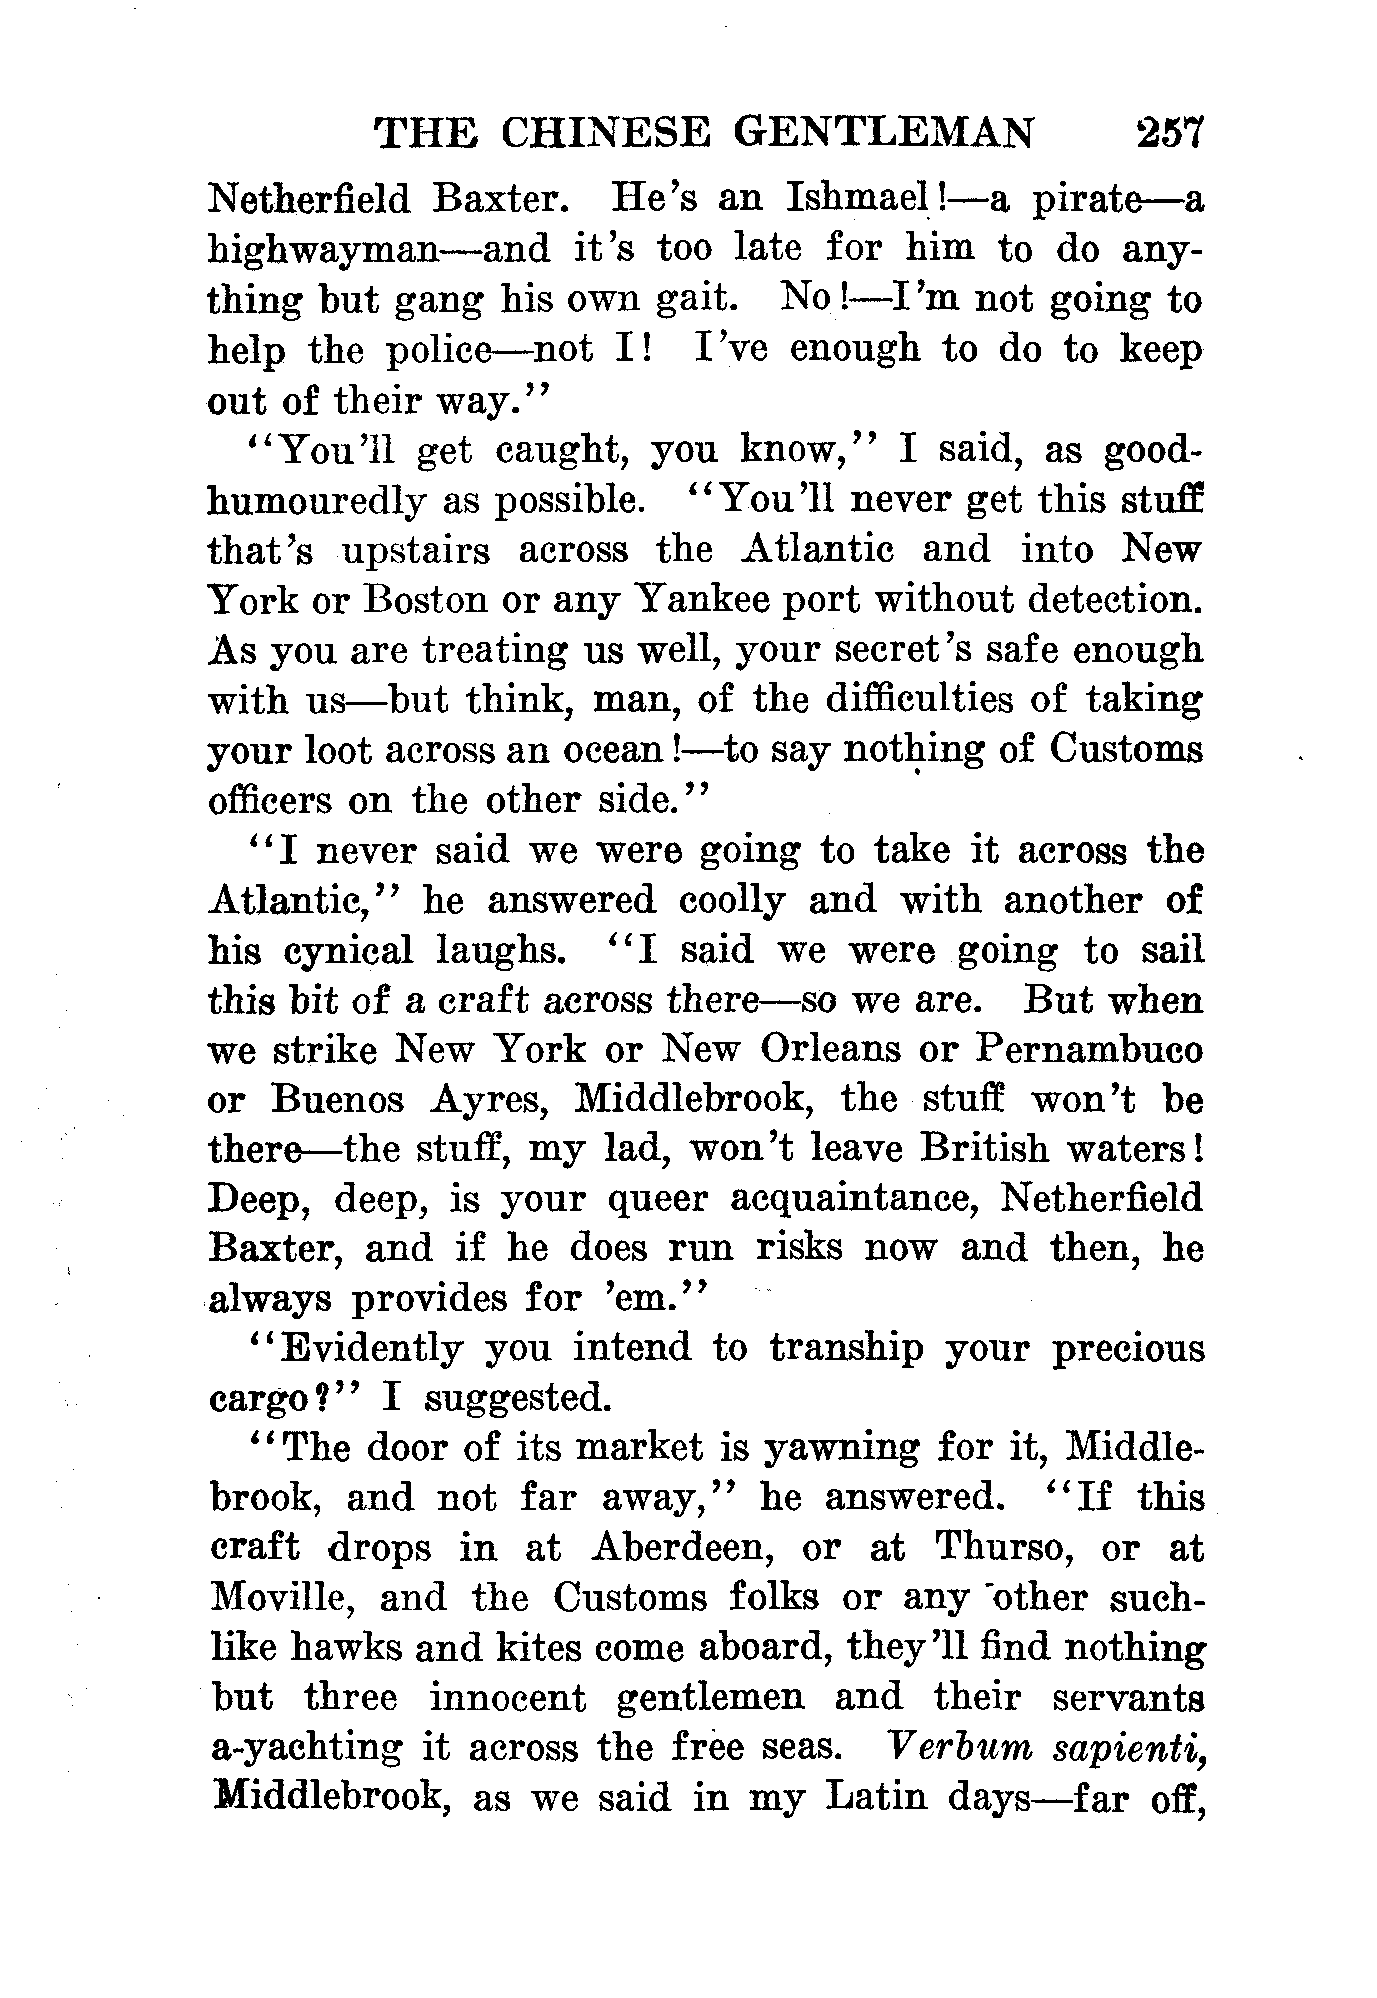 THE CHINESE GENTLEMAN 257
Netherfield Baxter. He's an Ishmael!—a pirate—a
highwayman—and it's too late for him to do any-
thing but gang his own gait. No!—I'm not going to
help the police—not I! I've enough to do to keep
out of their way."
"You'll get caught, you know," I said, as good-
humouredly as possible. "You'll never get this stuff
that's upstairs across the Atlantic and into New
York or Boston or any Yankee port without detection.
As you are treating us well, your secret's safe enough
with us—but think, man, of the difficulties of taking
your loot across an ocean!—to say nothing of Customs
officers on the other side."
"I never said we were going to take it across the
Atlantic," he answered coolly and with another of
his cynical laughs. "I said we were going to sail
this bit of a craft across there—so we are. But when
we strike New York or New Orleans or Pernambuco
or Buenos Ayres, Middlebrook, the stuff won't be
there—the stuff, my lad, won't leave British waters!
Deep, deep, is your queer acquaintance, Netherfield
Baxter, and if he does run risks now and then, he
always provides for 'em."
"Evidently you intend to tranship your precious
cargo?" I suggested.
"The door of its market is yawning for it, Middle-
brook, and not far away," he answered. "If this
craft drops in at Aberdeen, or at Thurso, or at
Moville, and the Customs folks or any other such-
like hawks and kites come aboard, they'll find nothing
but three innocent gentlemen and their servants
a-yachting it across the free seas. Verbum sapienti,
Middlebrook, as we said in my Latin days—far off,